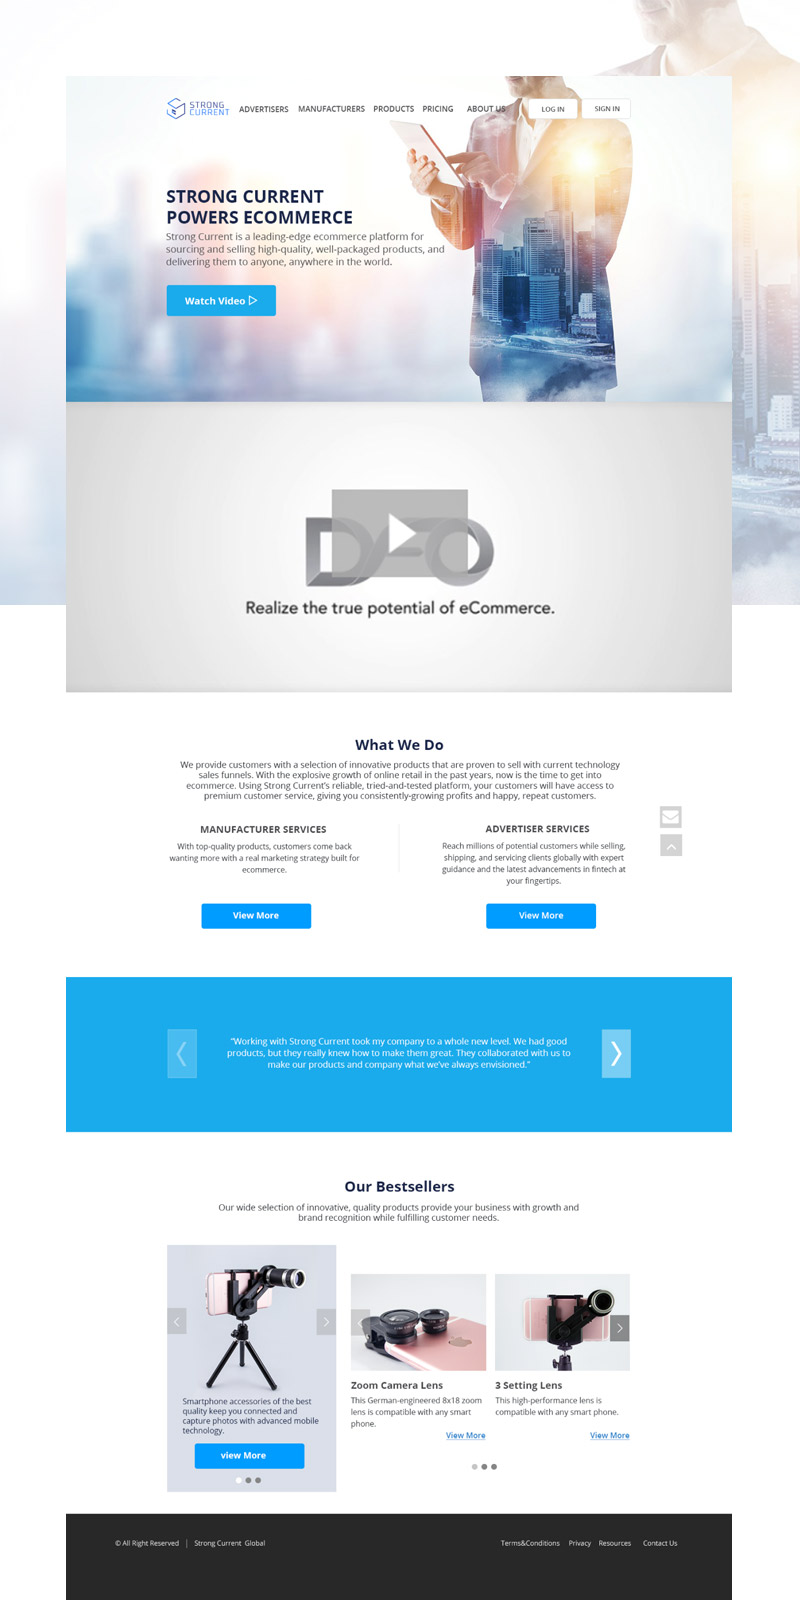 STRONG
CURRENT
ADVERTISERS MANUFACTURERS PRODUCTS PRICING ABOUT US LOG IN SIGN IN
STRONG CURRENT
POWERS ECOMMERCE
Strong Current is a leading-edge ecommerce platform for
sourcing and selling high-quality, well-packaged products, and
delivering them to anyone, anywhere in the world.
Watch Video
Realize the true potential of eCommerce.
What We Do
We provide customers with a selection of innovative products that are proven to sell with current technology
sales funnels. With the explosive growth of online retail in the past years, now is the time to get into
ecommerce. Using Strong Current's reliable, tried-and-tested platform, your customers will have access to
premium customer service, giving you consistently-growing profits and happy, repeat customers.
MANUFACTURER SERVICES
With top-quality products, customers come back
wanting more with a real marketing strategy built for
ecommerce.
View More
ADVERTISER SERVICES
Reach millions of potential customers while selling,
shipping, and servicing clients globally with expert
guidance and the latest advancements in fintech at
your fingertips.
View More
"Working with Strong Current took my company to a whole new level. We had good
products, but they really knew how to make them great. They collaborated with us to
make our products and company what we've always envisioned."
Our Bestsellers
Our wide selection of innovative, quality products provide your business with growth and
brand recognition while fulfilling customer needs.
Smartphone accessories of the best
quality keep you connected and
capture photos with advanced mobile
technology.
view More
Zoom Camera Lens
This German-engineered 8x18 zoom
lens is compatible with any smart
phone.
View More
3 Setting Lens
This high-performance lens is
compatible with any smart phone.
View More
© All Right Reserved | Strong Current Global
Terms&Conditions Privacy Resources Contact Us